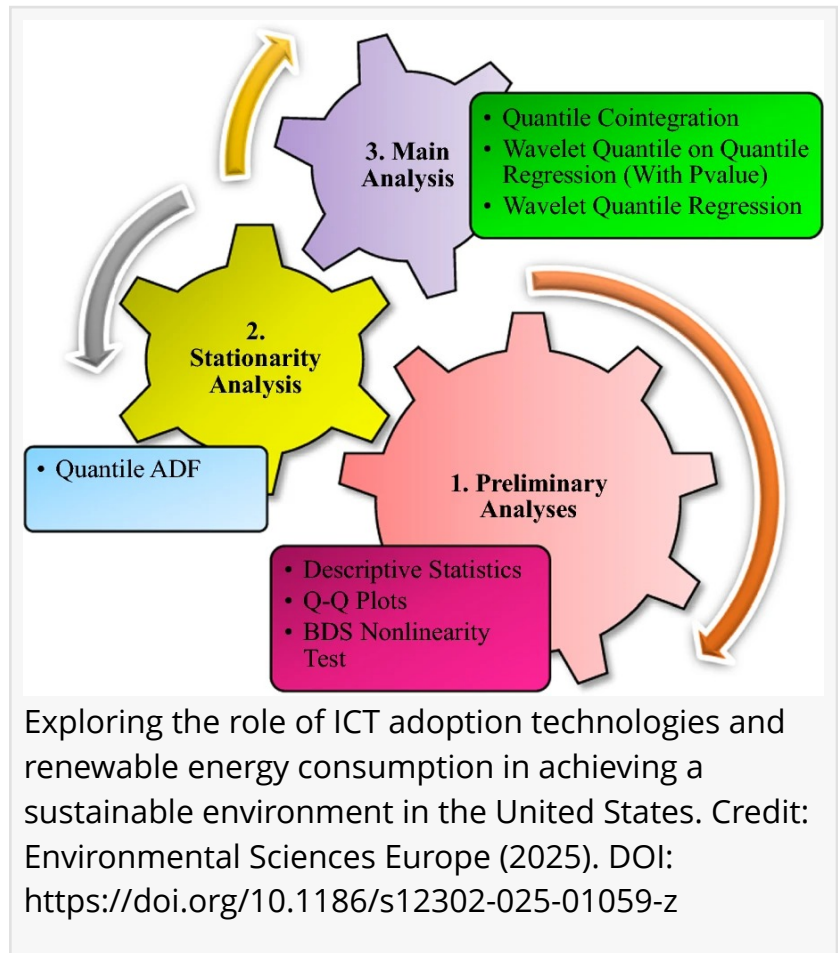 3. Main
Analysis
• Quantile Cointegration
• Wavelet Quantile on Quantile
Regression (With Pvalue)
• Wavelet Quantile Regression
2.
Stationarity
Analysis
• Quantile ADF
1. Preliminary
Analyses
• Descriptive Statistics
• Q-Q Plots
• BDS Nonlinearity
Test
Exploring the role of ICT adoption technologies and
renewable energy consumption in achieving a
sustainable environment in the United States. Credit:
Environmental Sciences Europe (2025). DOI:
https://doi.org/10.1186/s12302-025-01059-z